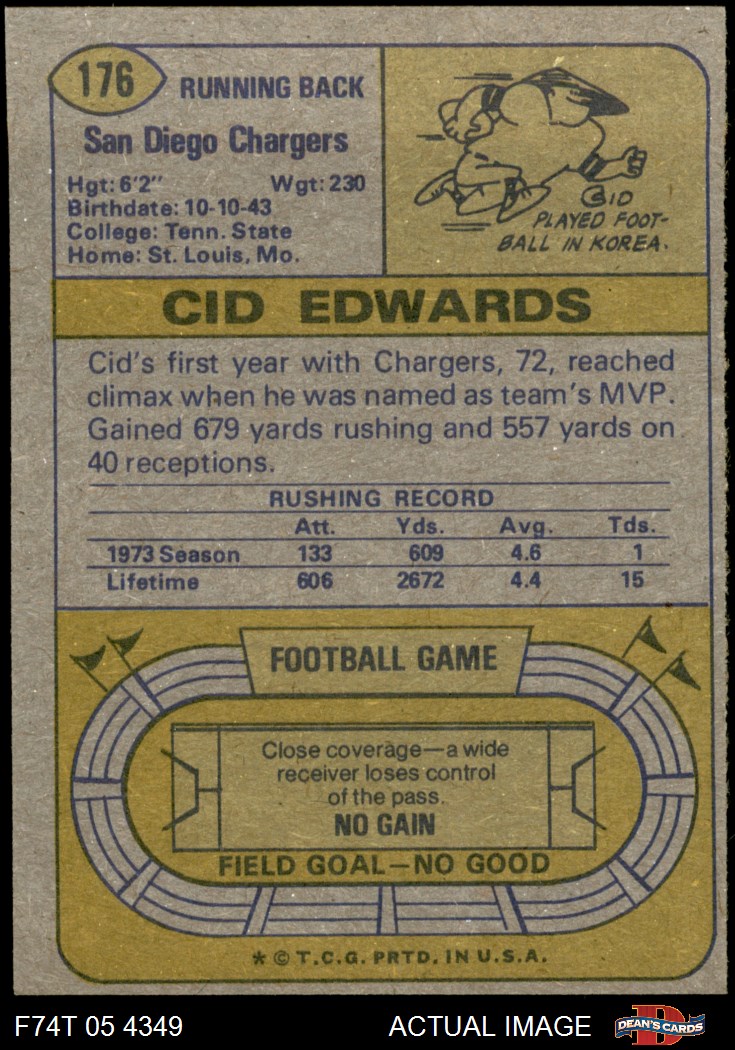 176
RUNNING BACK
San Diego Chargers
Hgt: 6'2" Wgt: 230
Birthdate: 10-10-43
College: Tenn. State
Home: St. Louis, Mo.
CID
PLAYED FOOT-
BALL IN KOREA.
CID EDWARDS
Cid's first year with Chargers, 72, reached
climax when he was named as team's MVP.
Gained 679 yards rushing and 557 yards on
40 receptions.
RUSHING RECORD
Att. Yds. Avg. Tds.
1973 Season 133 609 4.6 1
Lifetime 606 2672 4.4 15
FOOTBALL GAME
Close coverage—a wide
receiver loses control
of the pass.
NO GAIN
FIELD GOAL—NO GOOD
* © T.C.G. PRTD. IN U.S.A.
F74T 05 4349 ACTUAL IMAGE
D
DEAN'S CARDS